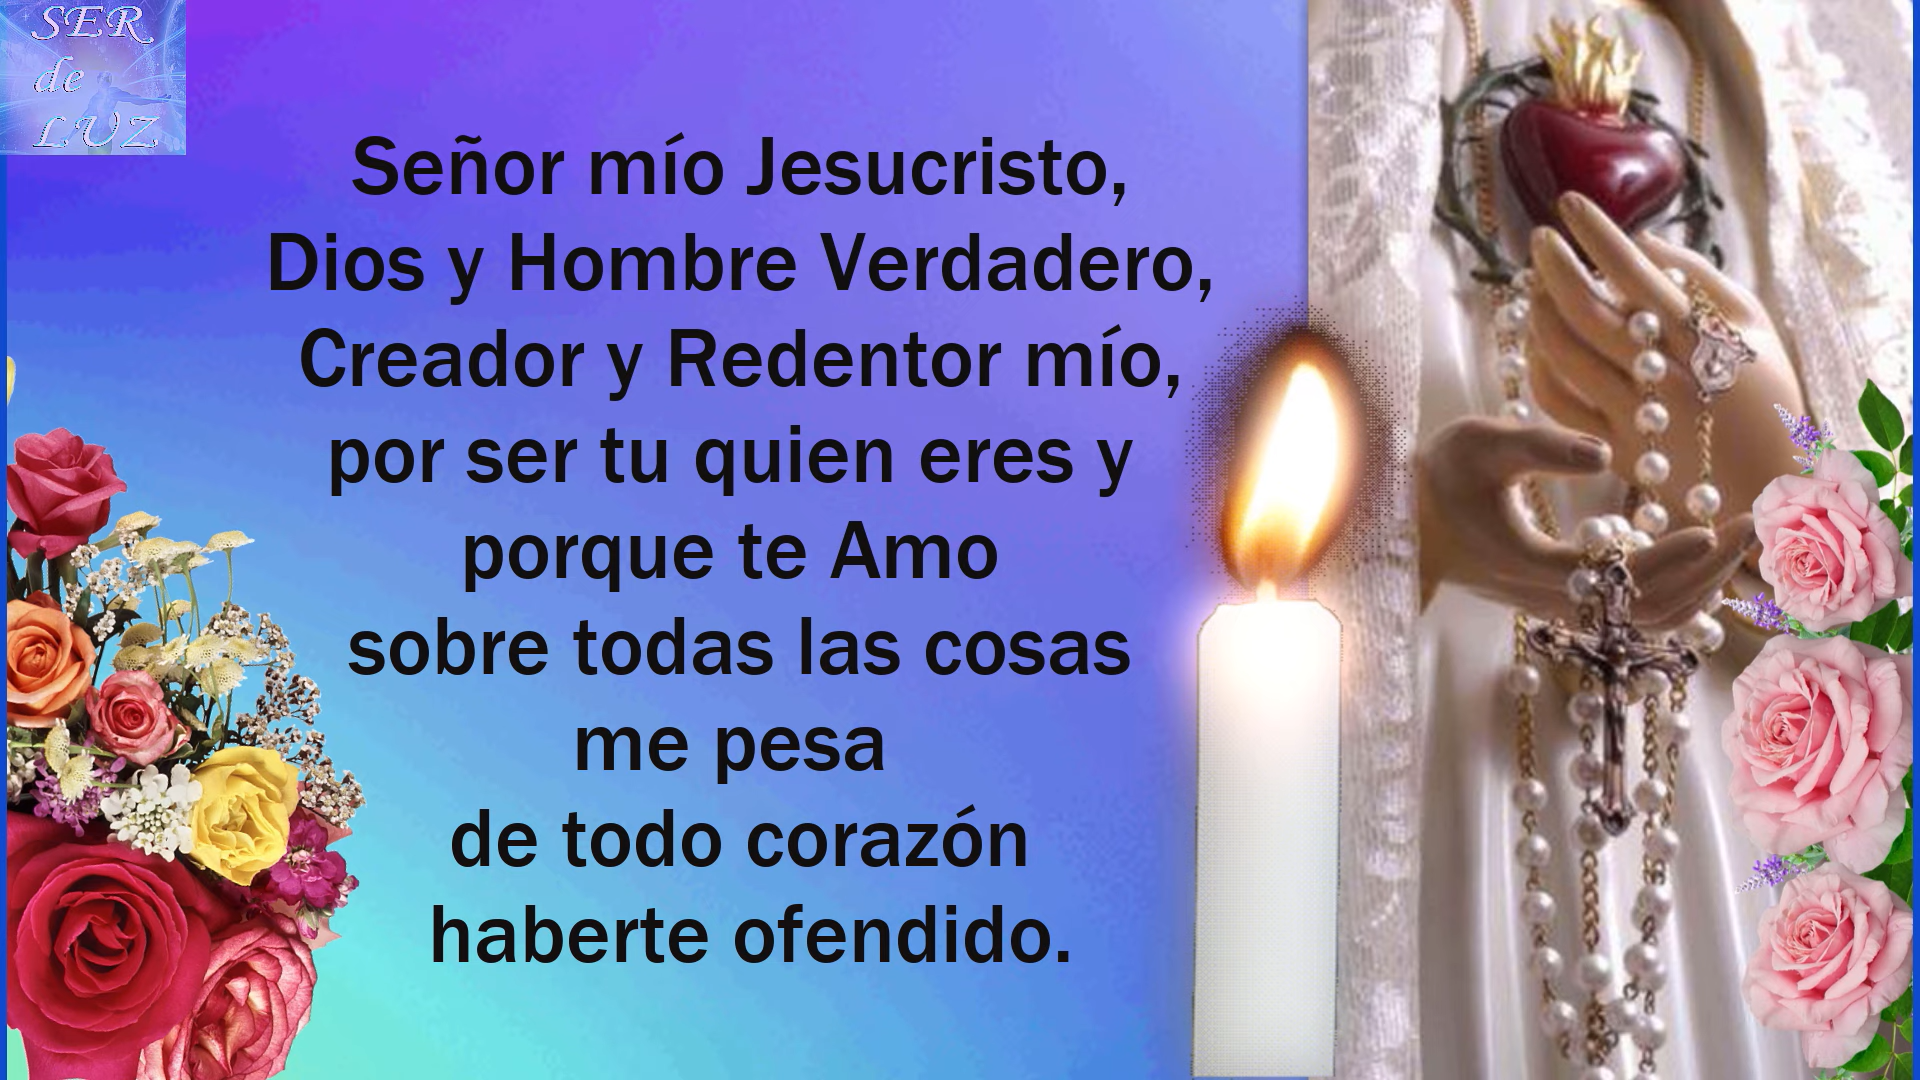 SER
de
LUZ
Señor mío Jesucristo,
Dios y Hombre Verdadero,
Creador y Redentor mío,
por ser tu quien eres y
porque te Amo
sobre todas las cosas
me pesa
de todo corazón
haberte ofendido.